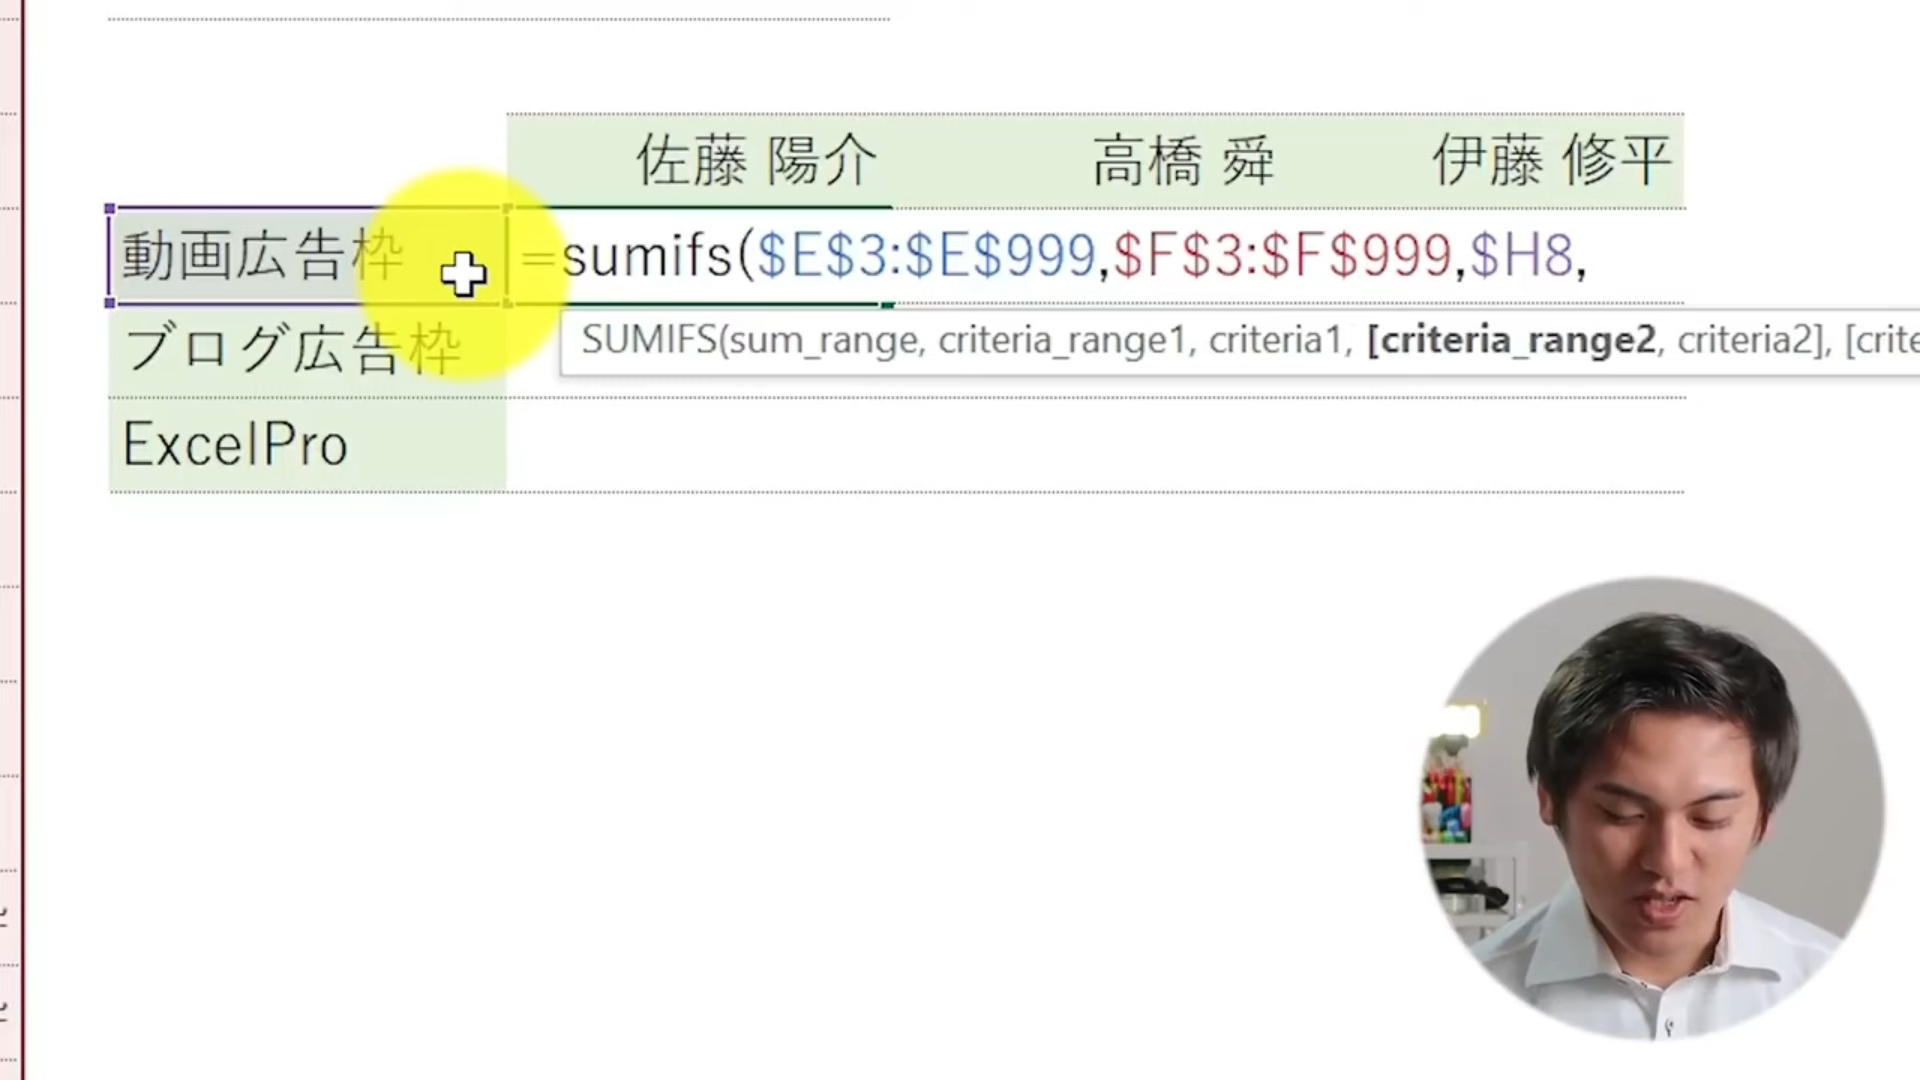 佐藤 陽介 高橋 舜 伊藤 修平
動画広告枠 =sumifs($E$3:$E$999,$F$3:$F$999,$H8,
ブログ広告枠 SUMIFS(sum_range, criteria_range1, criteria1, [criteria_range2, criteria2], [crite
ExcelPro